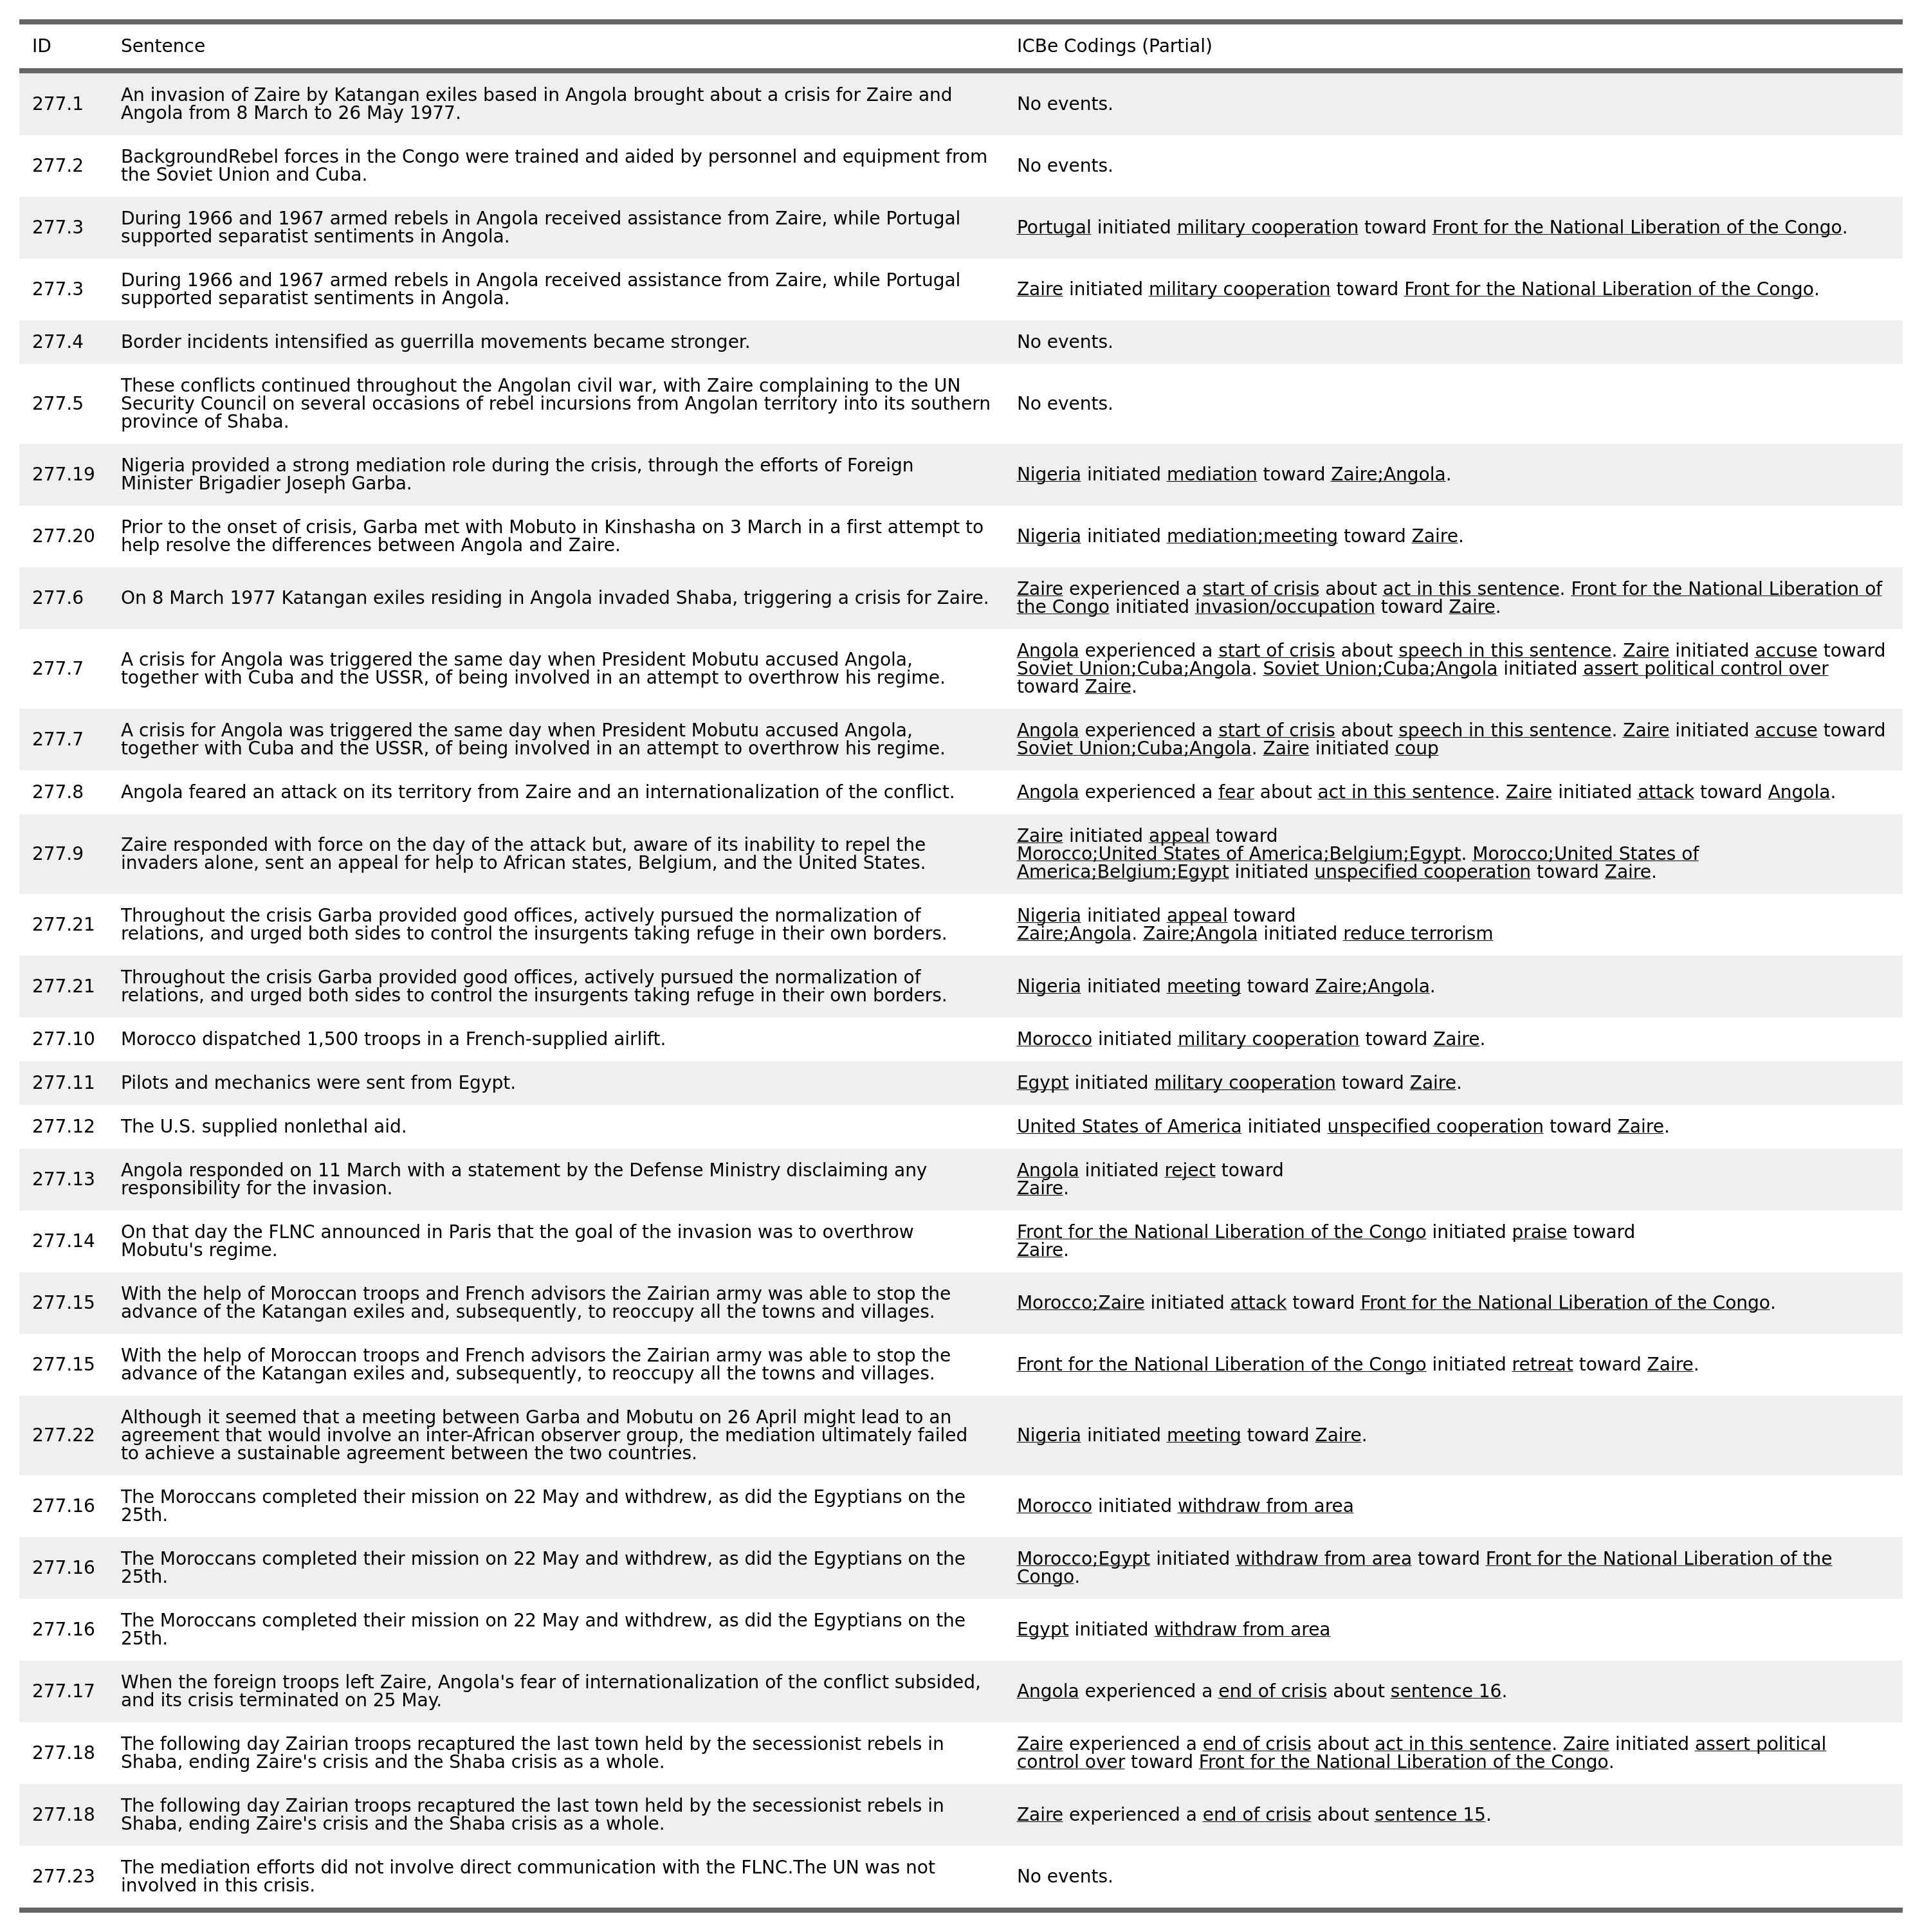 ID Sentence ICBe Codings (Partial)
277.1 An invasion of Zaire by Katangan exiles based in Angola brought about a crisis for Zaire and
Angola from 8 March to 26 May 1977.
No events.
277.2 BackgroundRebel forces in the Congo were trained and aided by personnel and equipment from
the Soviet Union and Cuba.
No events.
277.3 During 1966 and 1967 armed rebels in Angola received assistance from Zaire, while Portugal
supported separatist sentiments in Angola.
Portugal initiated military cooperation toward Front for the National Liberation of the Congo.
277.3 During 1966 and 1967 armed rebels in Angola received assistance from Zaire, while Portugal
supported separatist sentiments in Angola.
Zaire initiated military cooperation toward Front for the National Liberation of the Congo.
277.4 Border incidents intensified as guerrilla movements became stronger.
No events.
277.5 These conflicts continued throughout the Angolan civil war, with Zaire complaining to the UN
Security Council on several occasions of rebel incursions from Angolan territory into its southern
province of Shaba.
No events.
277.19 Nigeria provided a strong mediation role during the crisis, through the efforts of Foreign
Minister Brigadier Joseph Garba.
Nigeria initiated mediation toward Zaire;Angola.
277.20 Prior to the onset of crisis, Garba met with Mobuto in Kinshasha on 3 March in a first attempt to
help resolve the differences between Angola and Zaire.
Nigeria initiated mediation;meeting toward Zaire.
277.6 On 8 March 1977 Katangan exiles residing in Angola invaded Shaba, triggering a crisis for Zaire.
Zaire experienced a start of crisis about act in this sentence. Front for the National Liberation of
the Congo initiated invasion/occupation toward Zaire.
277.7 A crisis for Angola was triggered the same day when President Mobutu accused Angola,
together with Cuba and the USSR, of being involved in an attempt to overthrow his regime.
Angola experienced a start of crisis about speech in this sentence. Zaire initiated accuse toward
Soviet Union;Cuba;Angola. Soviet Union;Cuba;Angola initiated assert political control over
toward Zaire.
277.7 A crisis for Angola was triggered the same day when President Mobutu accused Angola,
together with Cuba and the USSR, of being involved in an attempt to overthrow his regime.
Angola experienced a start of crisis about speech in this sentence. Zaire initiated accuse toward
Soviet Union;Cuba;Angola. Zaire initiated coup
277.8 Angola feared an attack on its territory from Zaire and an internationalization of the conflict.
Angola experienced a fear about act in this sentence. Zaire initiated attack toward Angola.
277.9 Zaire responded with force on the day of the attack but, aware of its inability to repel the
invaders alone, sent an appeal for help to African states, Belgium, and the United States.
Zaire initiated appeal toward
Morocco;United States of America;Belgium;Egypt. Morocco;United States of
America;Belgium;Egypt initiated unspecified cooperation toward Zaire.
277.21 Throughout the crisis Garba provided good offices, actively pursued the normalization of
relations, and urged both sides to control the insurgents taking refuge in their own borders.
Nigeria initiated appeal toward
Zaire;Angola. Zaire;Angola initiated reduce terrorism
277.21 Throughout the crisis Garba provided good offices, actively pursued the normalization of
relations, and urged both sides to control the insurgents taking refuge in their own borders.
Nigeria initiated meeting toward Zaire;Angola.
277.10 Morocco dispatched 1,500 troops in a French-supplied airlift.
Morocco initiated military cooperation toward Zaire.
277.11 Pilots and mechanics were sent from Egypt.
Egypt initiated military cooperation toward Zaire.
277.12 The U.S. supplied nonlethal aid.
United States of America initiated unspecified cooperation toward Zaire.
277.13 Angola responded on 11 March with a statement by the Defense Ministry disclaiming any
responsibility for the invasion.
Angola initiated reject toward
Zaire.
277.14 On that day the FLNC announced in Paris that the goal of the invasion was to overthrow
Mobutu's regime.
Front for the National Liberation of the Congo initiated praise toward
Zaire.
277.15 With the help of Moroccan troops and French advisors the Zairian army was able to stop the
advance of the Katangan exiles and, subsequently, to reoccupy all the towns and villages.
Morocco;Zaire initiated attack toward Front for the National Liberation of the Congo.
277.15 With the help of Moroccan troops and French advisors the Zairian army was able to stop the
advance of the Katangan exiles and, subsequently, to reoccupy all the towns and villages.
Front for the National Liberation of the Congo initiated retreat toward Zaire.
277.22 Although it seemed that a meeting between Garba and Mobutu on 26 April might lead to an
agreement that would involve an inter-African observer group, the mediation ultimately failed
to achieve a sustainable agreement between the two countries.
Nigeria initiated meeting toward Zaire.
277.16 The Moroccans completed their mission on 22 May and withdrew, as did the Egyptians on the
25th.
Morocco initiated withdraw from area
277.16 The Moroccans completed their mission on 22 May and withdrew, as did the Egyptians on the
25th.
Morocco;Egypt initiated withdraw from area toward Front for the National Liberation of the
Congo.
277.16 The Moroccans completed their mission on 22 May and withdrew, as did the Egyptians on the
25th.
Egypt initiated withdraw from area
277.17 When the foreign troops left Zaire, Angola's fear of internationalization of the conflict subsided,
and its crisis terminated on 25 May.
Angola experienced a end of crisis about sentence 16.
277.18 The following day Zairian troops recaptured the last town held by the secessionist rebels in
Shaba, ending Zaire's crisis and the Shaba crisis as a whole.
Zaire experienced a end of crisis about act in this sentence. Zaire initiated assert political
control over toward Front for the National Liberation of the Congo.
277.18 The following day Zairian troops recaptured the last town held by the secessionist rebels in
Shaba, ending Zaire's crisis and the Shaba crisis as a whole.
Zaire experienced a end of crisis about sentence 15.
277.23 The mediation efforts did not involve direct communication with the FLNC.The UN was not
involved in this crisis.
No events.